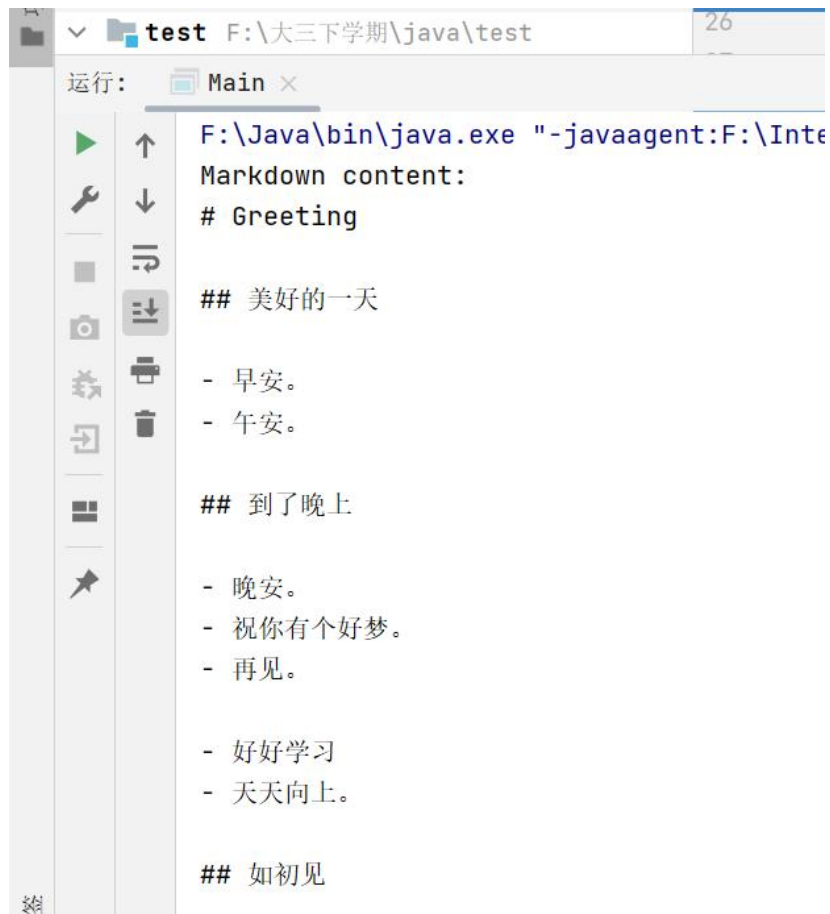 test F:\大三下学期\java\test
26
运行: Main
F:\Java\bin\java.exe "-javaagent:F:\Inte
Markdown content:
# Greeting
## 美好的一天
- 早安。
- 午安。
## 到了晚上
- 晚安。
- 祝你有个好梦。
- 再见。
- 好好学习
- 天天向上。
## 如初见